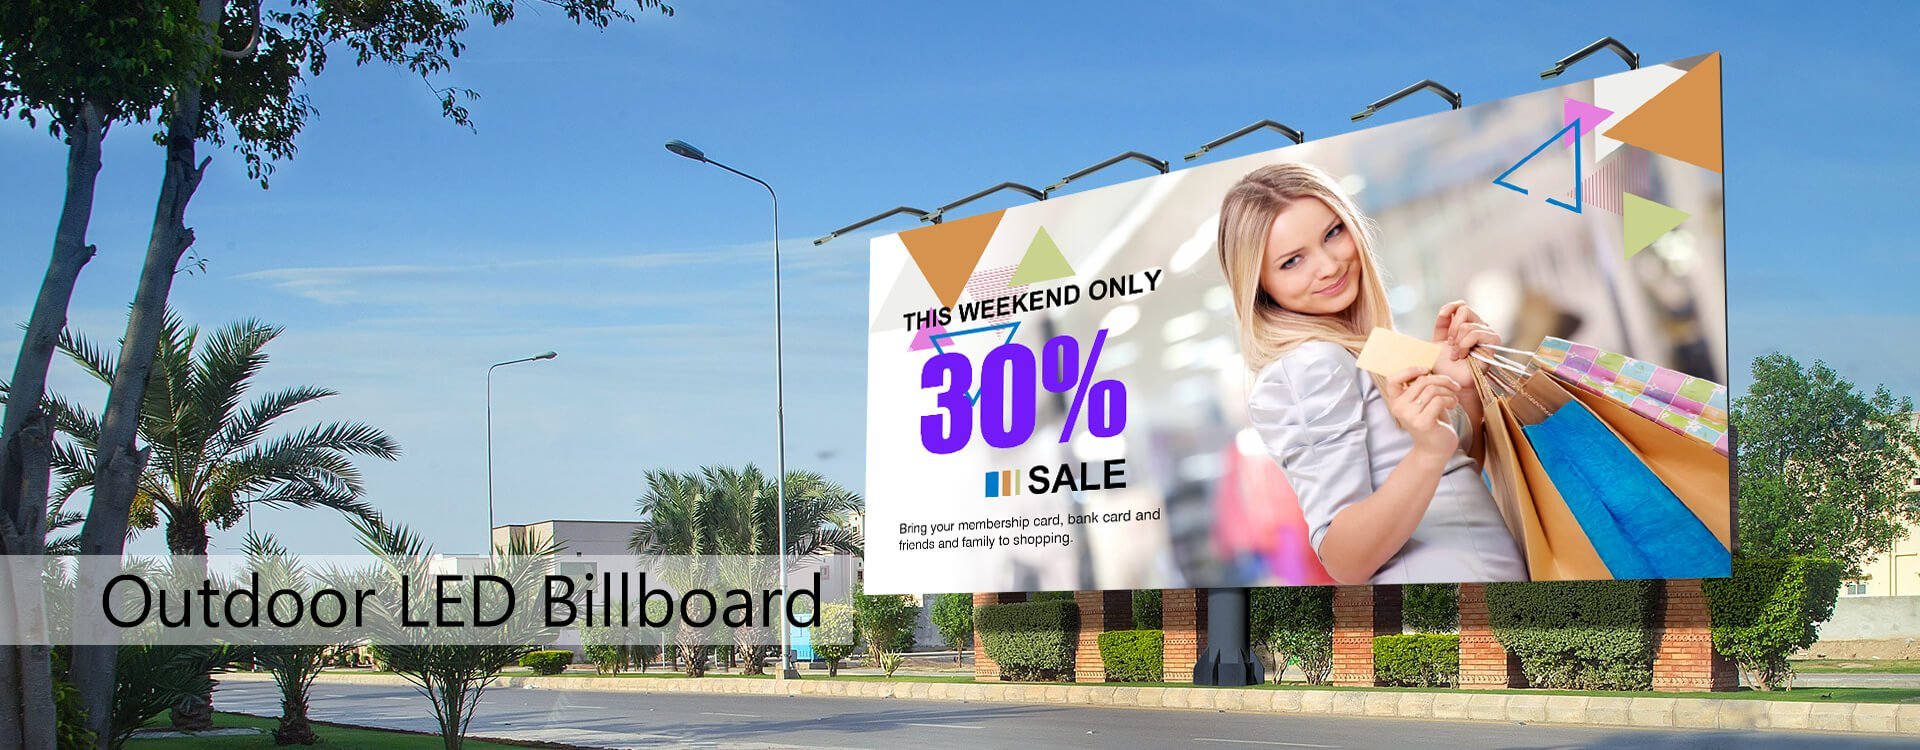 THIS WEEKEND ONLY
30%
SALE
Bring your membership card, bank card and
friends and family to shopping.
Outdoor LED Billboard